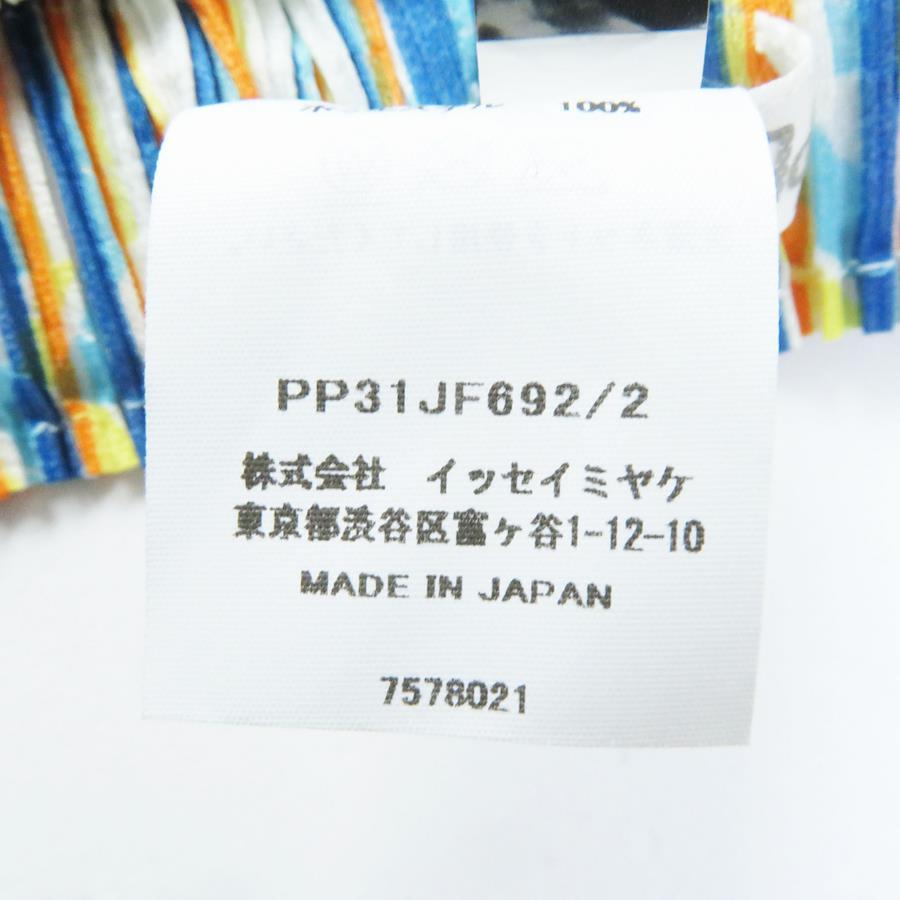 100%
PP31JF692/2
株式会社　イッセイミヤケ
東京都渋谷区富ヶ谷1-12-10
MADE IN JAPAN
7578021